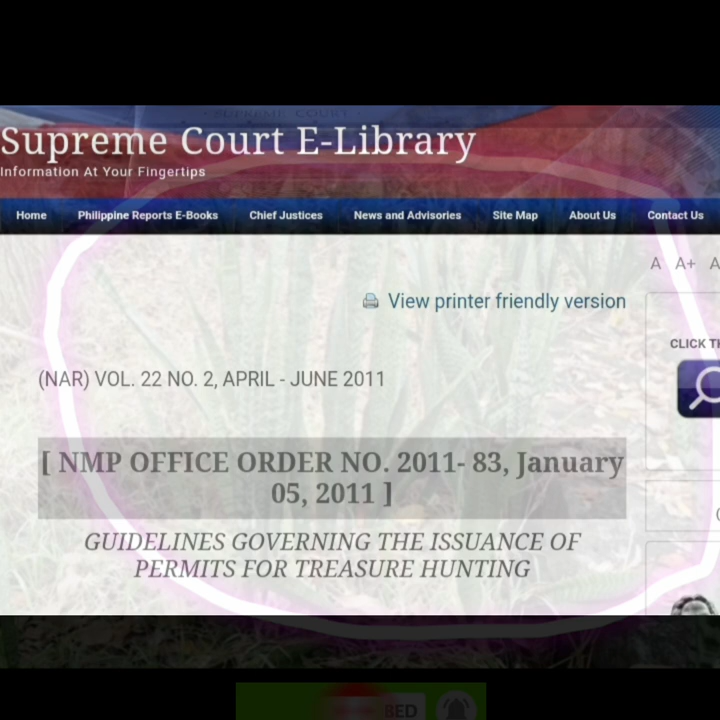 Supreme Court E-Library
Information At Your Fingertips
Home Philippine Reports E-Books Chief Justices News and Advisories Site Map About Us Contact Us
A A+ A
View printer friendly version
CLICK
(NAR) VOL. 22 NO. 2, APRIL - JUNE 2011
[ NMP OFFICE ORDER NO. 2011- 83, January
05, 2011 ]
GUIDELINES GOVERNING THE ISSUANCE OF
PERMITS FOR TREASURE HUNTING